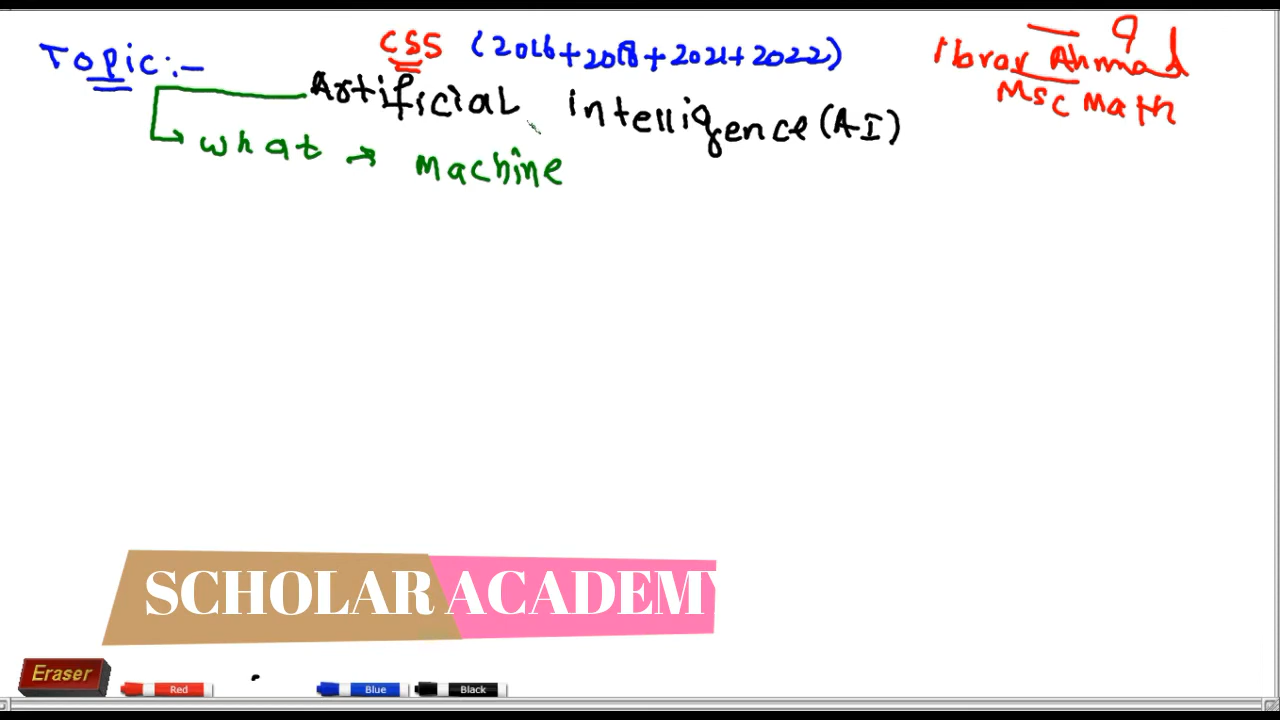 CSS (2016+2018+2021+2022)
Topic:-
Artificial intelligence (AI)
what → machine
Ibrar Ahmad
Msc Math
SCHOLAR ACADEMY
Eraser
Red
Blue
Black